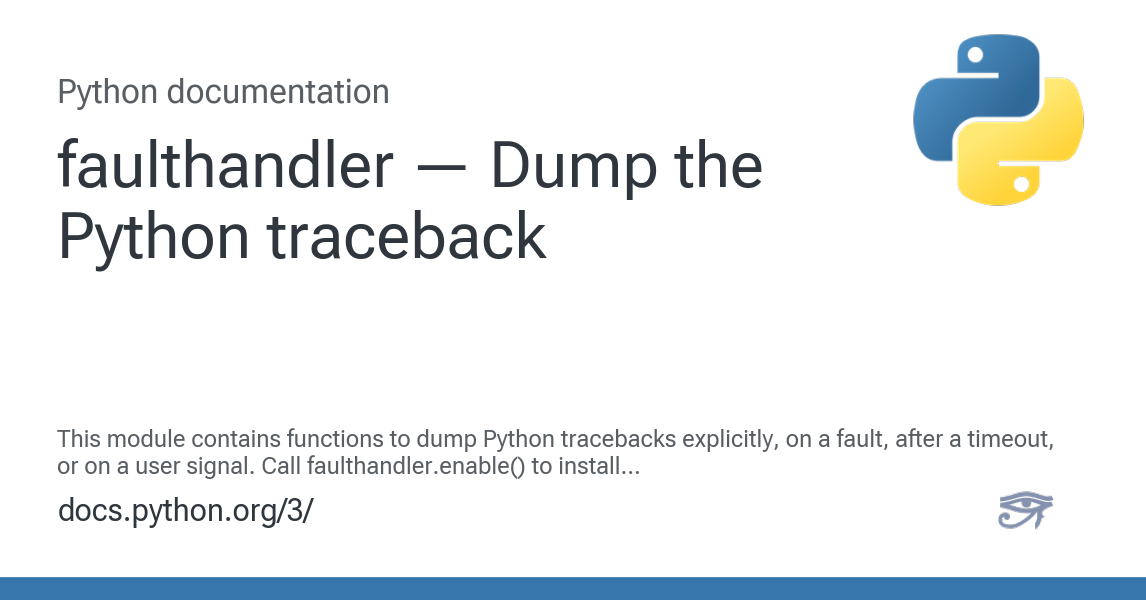 Python documentation
faulthandler — Dump the
Python traceback
This module contains functions to dump Python tracebacks explicitly, on a fault, after a timeout,
or on a user signal. Call faulthandler.enable() to install...
docs.python.org/3/